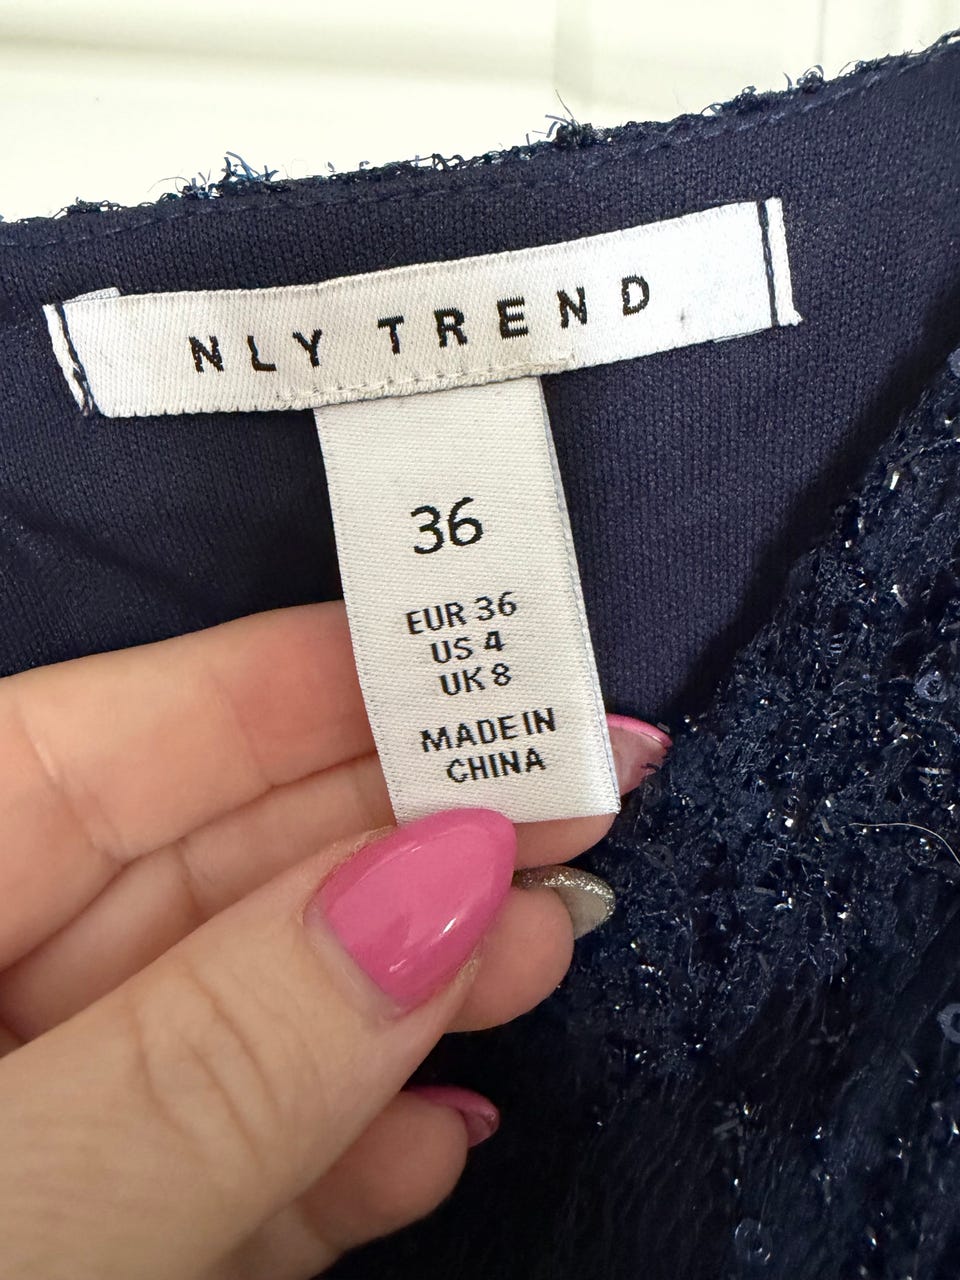 NLY TREND
36
EUR 36
US 4
UK 8
MADE IN
CHINA